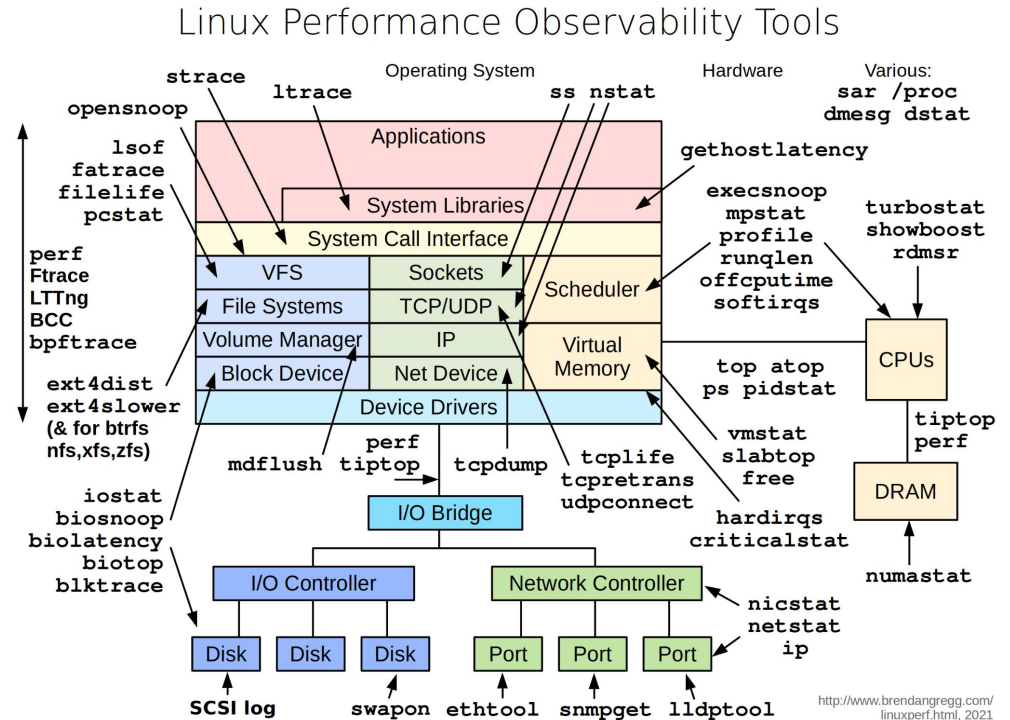 Linux Performance Observability Tools
Operating System
Hardware
Various:
sar /proc
dmesg dstat
strace
ltrace
ss nstat
opensnoop
gethostlatency
lsof
fatrace
filelife
pcstat
perf
Ftrace
LTTng
BCC
bpftrace
ext4dist
ext4slower
(& for btrfs
nfs,xfs,zfs)
iostat
biosnoop
biolatency
biotop
blktrace
Applications
System Libraries
System Call Interface
VFS
Sockets
Scheduler
File Systems
TCP/UDP
Volume Manager
IP
Virtual
Memory
Block Device
Net Device
Device Drivers
execsnoop
mpstat
profile
runqlen
offcputime
softirqs
turbostat
showboost
rdmsr
CPUs
top atop
ps pidstat
tiptop
perf
DRAM
numastat
vmstat
slabtop
free
hardirqs
criticalstat
mdflush
perf
tiptop
tcpdump
tcplife
tcpretrans
udpconnect
I/O Bridge
I/O Controller
Network Controller
nicstat
netstat
ip
Disk
Disk
Disk
Port
Port
Port
SCSI log
swapon
ethtool
snmpget
lldptool
http://www.brendangregg.com/
linuxperf.html, 2021